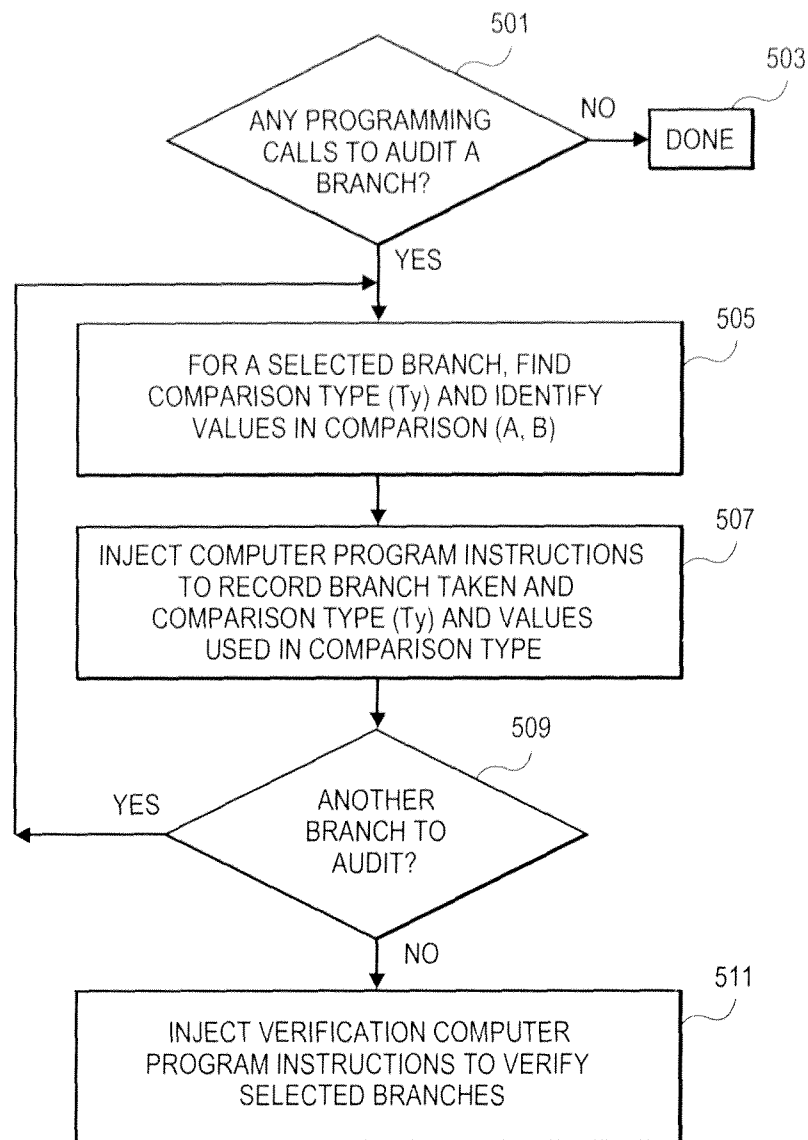 501
503
ANY PROGRAMMING
CALLS TO AUDIT A
BRANCH?
NO
DONE
YES
505
FOR A SELECTED BRANCH, FIND
COMPARISON TYPE (Ty) AND IDENTIFY
VALUES IN COMPARISON (A, B)
507
INJECT COMPUTER PROGRAM INSTRUCTIONS
TO RECORD BRANCH TAKEN AND
COMPARISON TYPE (Ty) AND VALUES
USED IN COMPARISON TYPE
509
YES
ANOTHER
BRANCH TO
AUDIT?
NO
511
INJECT VERIFICATION COMPUTER
PROGRAM INSTRUCTIONS TO VERIFY
SELECTED BRANCHES